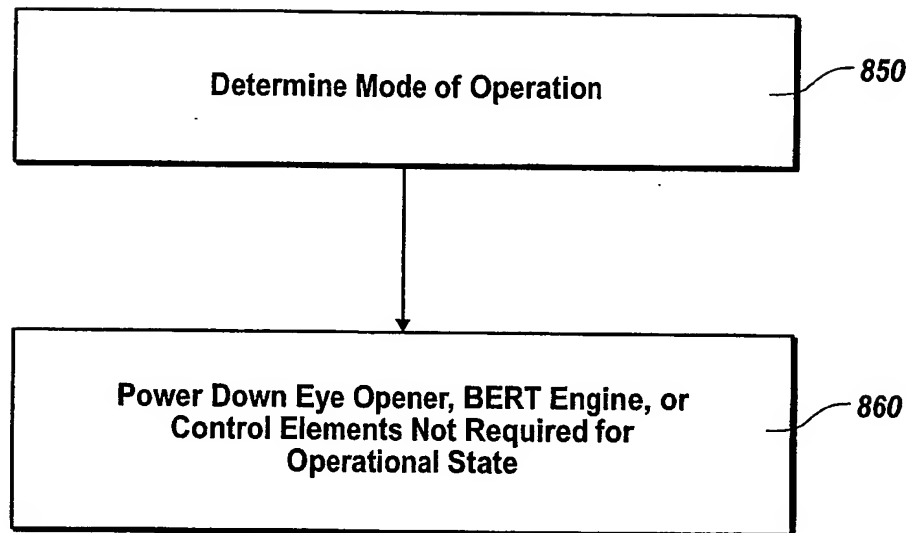 Determine Mode of Operation
850
Power Down Eye Opener, BERT Engine, or
Control Elements Not Required for
Operational State
860